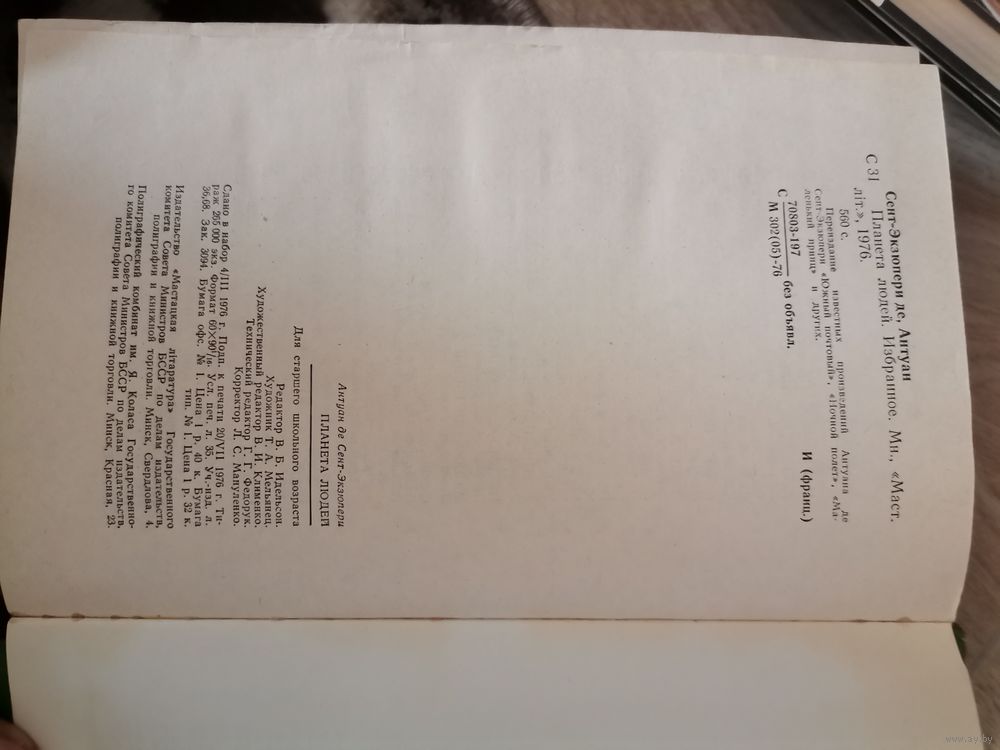 Сент-Экзюпери де, Антуан
С 31 Планета людей. Избранное. Мн., «Маст.
літ.», 1976.
560 с.
Переиздание известных произведений Антуана де
Сент-Экзюпери «Южный почтовый», «Ночной полет», «Ма-
ленький принц» и других.
С 70803-197
М 302(05)-76 без объявл.
И (франц.)
Антуан де Сент-Экзюпери
ПЛАНЕТА ЛЮДЕЙ
Для старшего школьного возраста
Редактор В. Б. Идельсон.
Художник Т. А. Мельянец.
Художественный редактор В. И. Клименко.
Технический редактор Г. Г. Федорук.
Корректор Л. С. Мануленко.
Сдано в набор 4/III 1976 г. Подп. к печати 20/VII 1976 г. Ти-
раж 265 000 экз. Формат 60×90¹/₁₆. Усл. печ. л. 35. Уч.-изд. л.
36,68. Зак. 3094. Бумага офс. № 1. Цена 1 р. 40 к. Бумага
тип. № 1. Цена 1 р. 32 к.
Издательство «Мастацкая літаратура» Государственного
комитета Совета Министров БССР по делам издательств,
полиграфии и книжной торговли. Минск, Свердлова, 4.
Полиграфический комбинат им. Я. Коласа Государственно-
го комитета Совета Министров БССР по делам издательств,
полиграфии и книжной торговли. Минск, Красная, 23.
www.ay.by